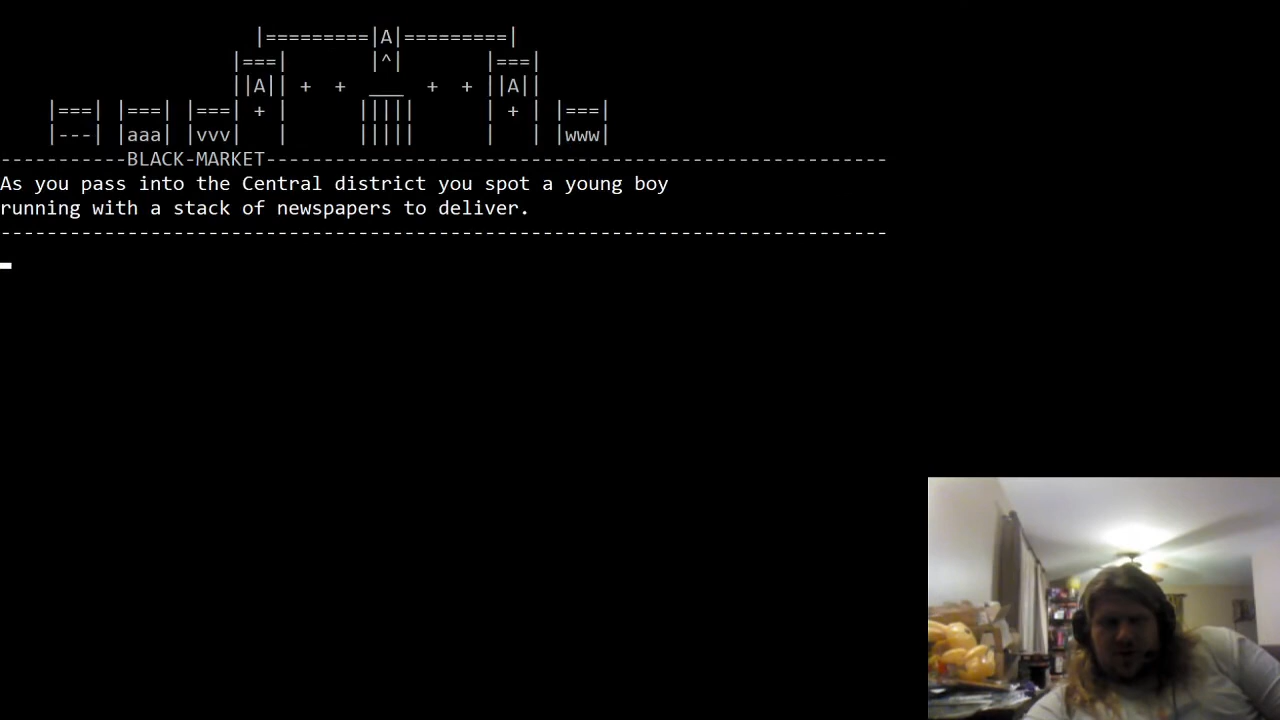 |=========|A|=========|
|===|       |^|       |===|
||A|| +  +  ___  +  + ||A||
|===| |===| |===| + |      |||||      | + | |===|
|---| |aaa| |vvv|   |      |||||      |   | |www|
-----------BLACK-MARKET------------------------------------------------------
As you pass into the Central district you spot a young boy
running with a stack of newspapers to deliver.
-----------------------------------------------------------------------------